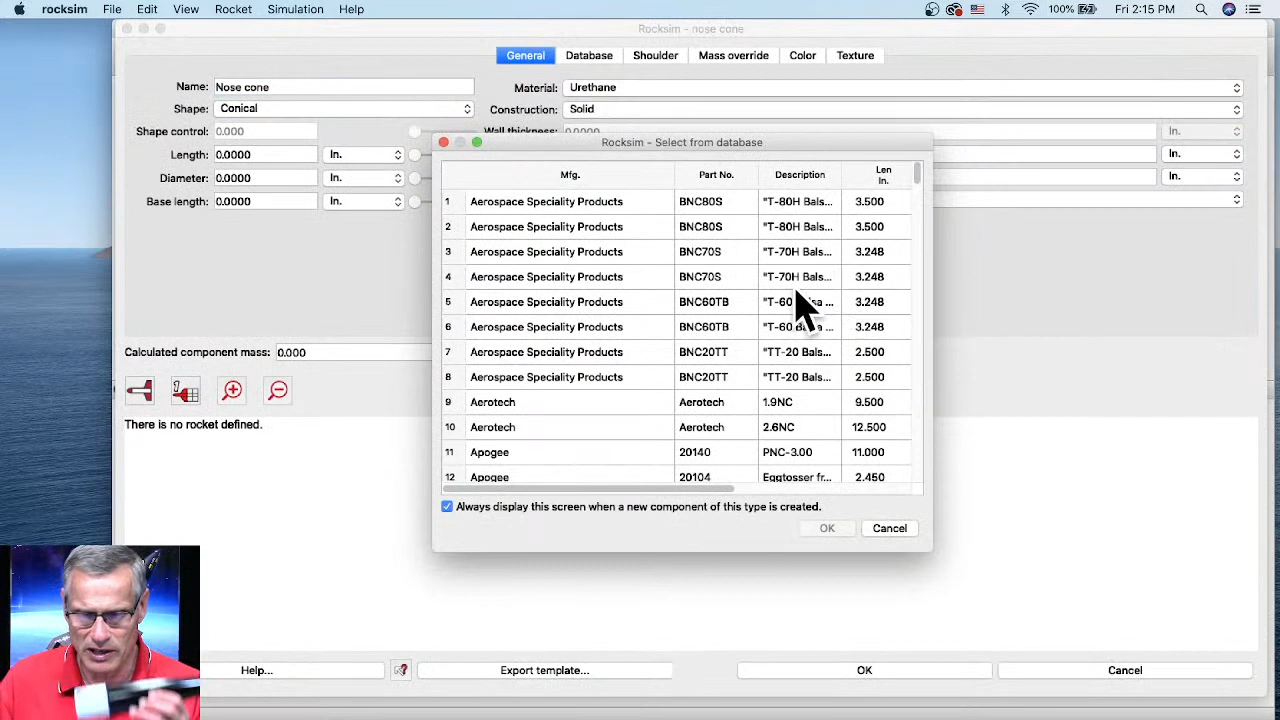 rocksim File Edit View Rocket Simulation Help 100% Fri 2:15 PM
Rocksim - nose cone
General Database Shoulder Mass override Color Texture
Name: Nose cone Material: Urethane
Shape: Conical Construction: Solid
Shape control: 0.000 Wall thickness: 0.0000 In.
Length: 0.0000 In. In.
Diameter: 0.0000 In. In.
Base length: 0.0000 In.
Rocksim - Select from database
Mfg. Part No. Description Len
In.
1 Aerospace Speciality Products BNC80S "T-80H Bals... 3.500
2 Aerospace Speciality Products BNC80S "T-80H Bals... 3.500
3 Aerospace Speciality Products BNC70S "T-70H Bals... 3.248
4 Aerospace Speciality Products BNC70S "T-70H Bals... 3.248
5 Aerospace Speciality Products BNC60TB "T-60 ... 3.248
6 Aerospace Speciality Products BNC60TB "T-60 ... 3.248
7 Aerospace Speciality Products BNC20TT "TT-20 Bals... 2.500
8 Aerospace Speciality Products BNC20TT "TT-20 Bals... 2.500
9 Aerotech Aerotech 1.9NC 9.500
10 Aerotech Aerotech 2.6NC 12.500
11 Apogee 20140 PNC-3.00 11.000
12 Apogee 20104 Eggtosser fr... 2.450
Always display this screen when a new component of this type is created.
OK Cancel
Calculated component mass: 0.000
There is no rocket defined.
Help... Export template... OK Cancel